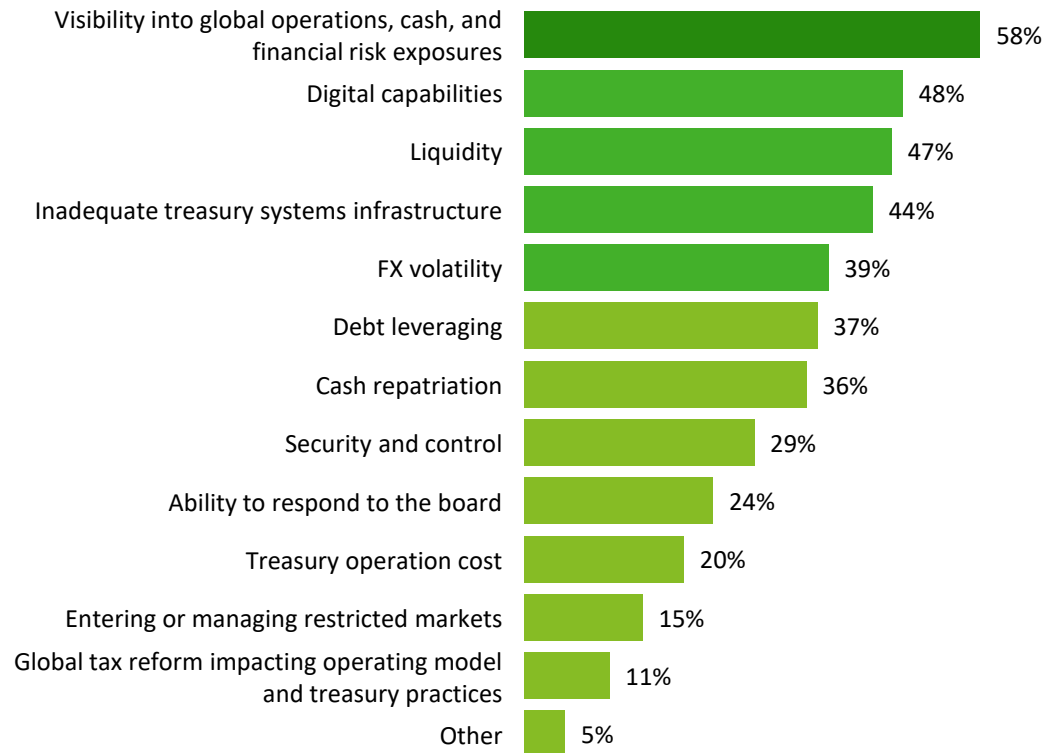 Visibility into global operations, cash, and
financial risk exposures
58%
Digital capabilities
48%
Liquidity
47%
Inadequate treasury systems infrastructure
44%
FX volatility
39%
Debt leveraging
37%
Cash repatriation
36%
Security and control
29%
Ability to respond to the board
24%
Treasury operation cost
20%
Entering or managing restricted markets
15%
Global tax reform impacting operating model
and treasury practices
11%
Other
5%